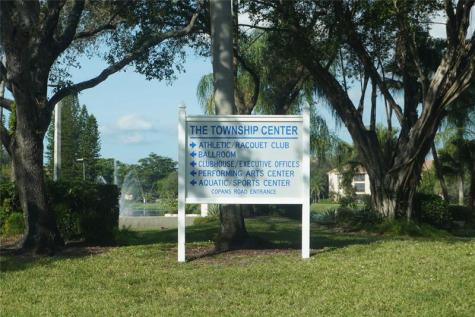 THE TOWNSHIP CENTER
ATHLETIC/RACQUET CLUB
BALLROOM
CLUBHOUSE/EXECUTIVE OFFICES
PERFORMING ARTS CENTER
AQUATIC/SPORTS CENTER
COPANS ROAD ENTRANCE